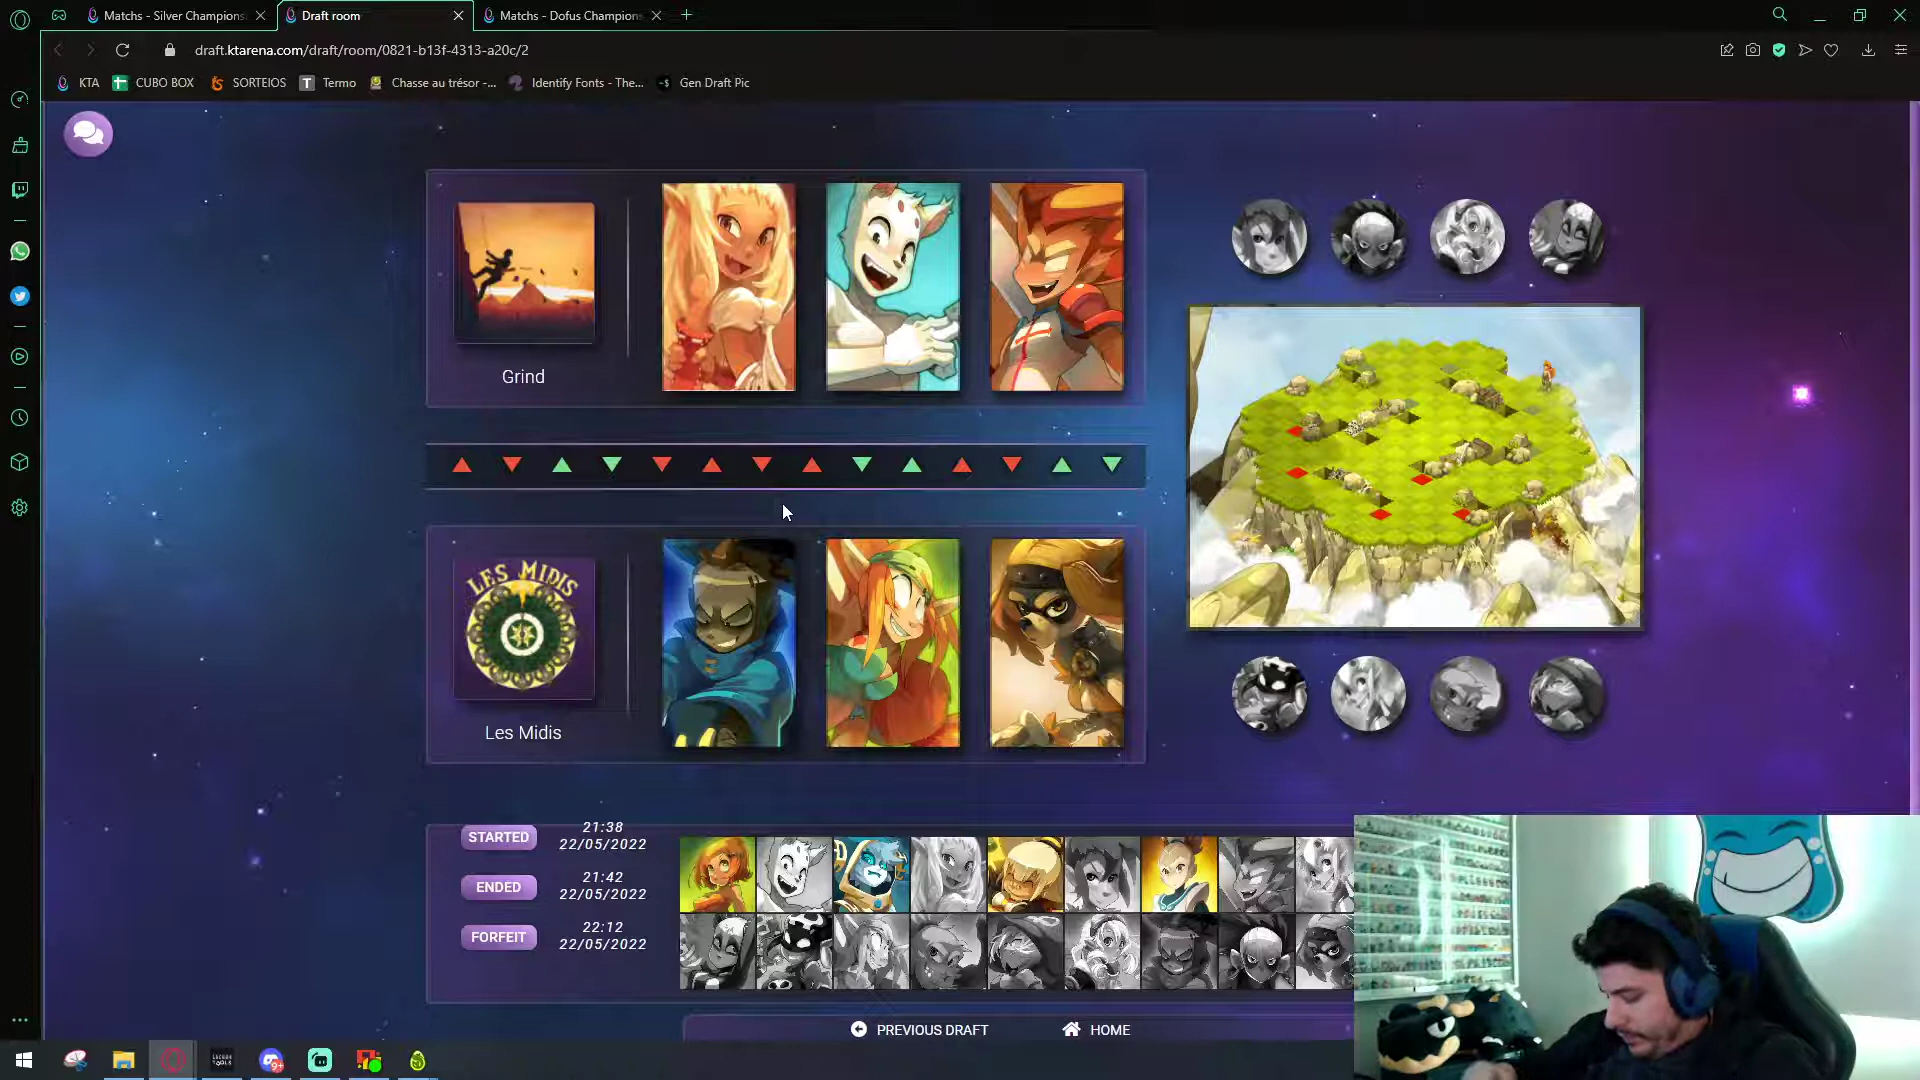 Matchs - Silver Champions
Draft room
Matchs - Dofus Champion
draft.ktarena.com/draft/room/0821-b13f-4313-a20c/2
KTA
CUBO BOX
SORTEIOS
T
Termo
Chasse au trésor -...
Identify Fonts - The...
-$
Gen Draft Pic
Grind
LES MIDIS
Les Midis
STARTED
21:38
22/05/2022
ENDED
21:42
22/05/2022
FORFEIT
22:12
22/05/2022
PREVIOUS DRAFT
HOME
TOOLS
9+